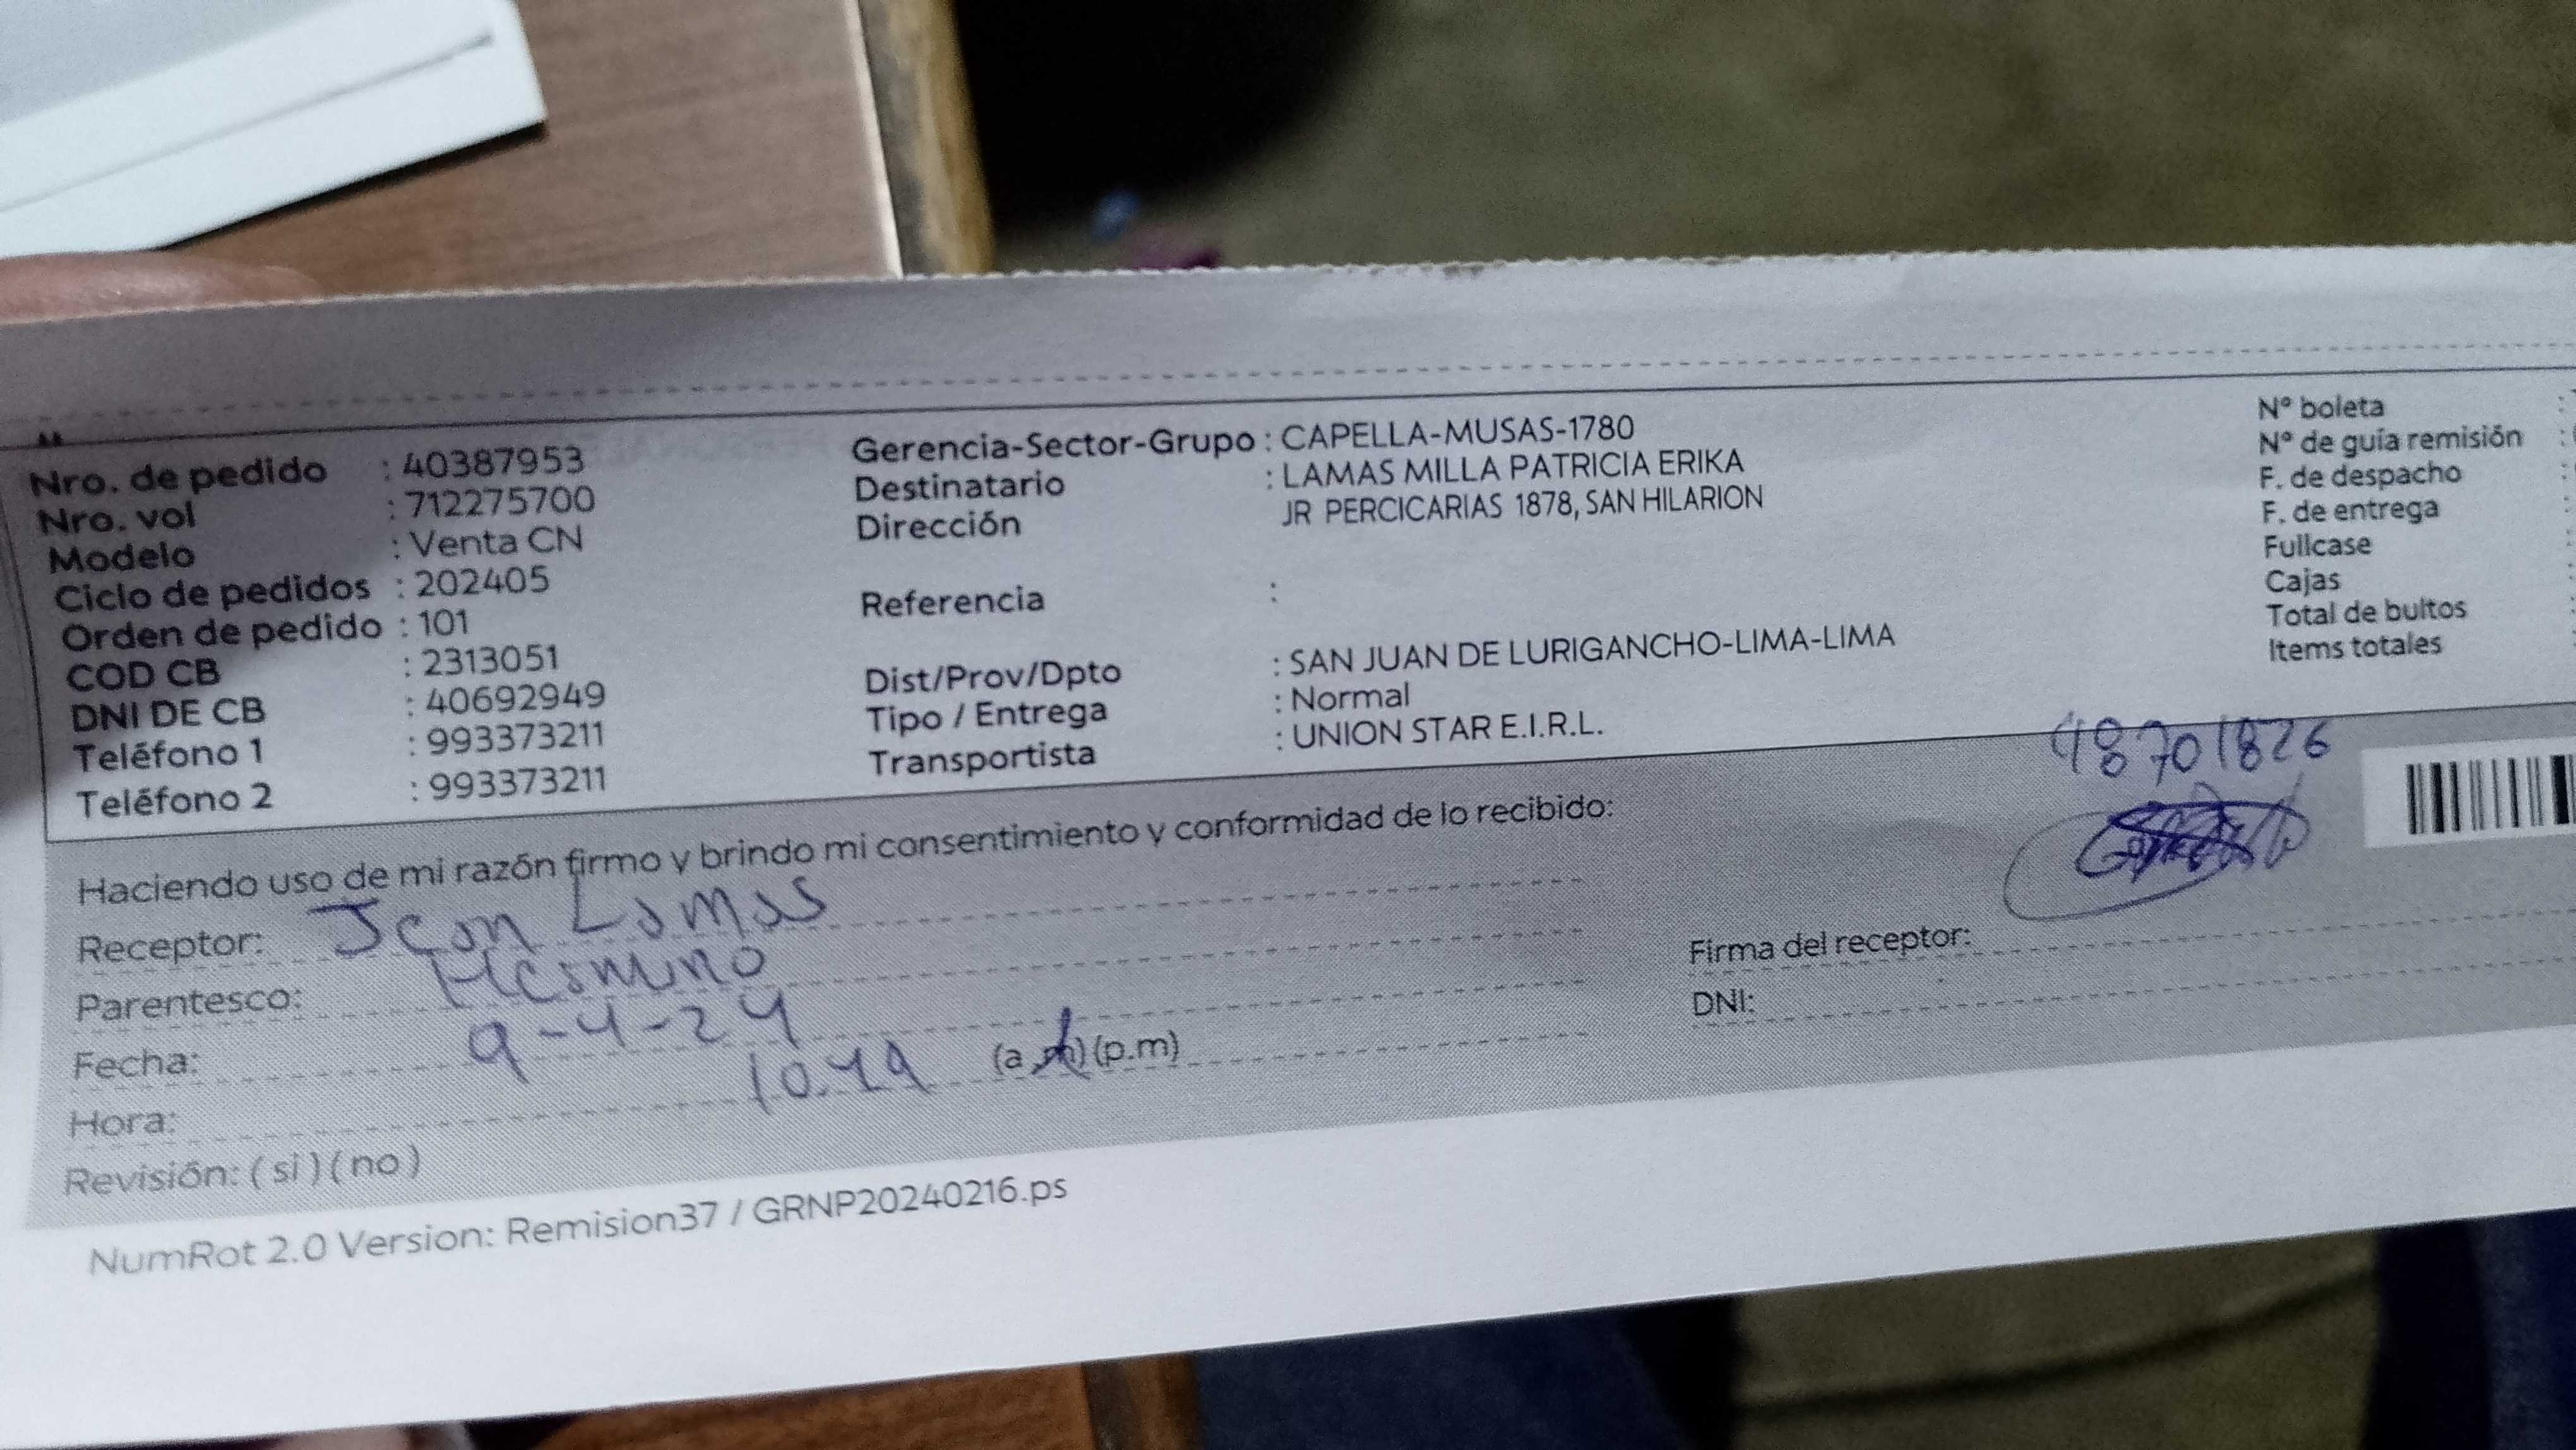 Nro. de pedido : 40387953
Nro. vol : 712275700
Modelo : Venta CN
Ciclo de pedidos : 202405
Orden de pedido : 101
COD CB : 2313051
DNI DE CB : 40692949
Teléfono 1 : 993373211
Teléfono 2 : 993373211
Gerencia-Sector-Grupo : CAPELLA-MUSAS-1780
Destinatario : LAMAS MILLA PATRICIA ERIKA
Dirección JR PERCICARIAS 1878, SAN HILARION
Referencia :
Dist/Prov/Dpto : SAN JUAN DE LURIGANCHO-LIMA-LIMA
Tipo / Entrega : Normal
Transportista : UNION STAR E.I.R.L.
Nº boleta :
Nº de guía remisión :
F. de despacho :
F. de entrega :
Fullcase :
Cajas :
Total de bultos :
Items totales :
Haciendo uso de mi razón firmo y brindo mi consentimiento y conformidad de lo recibido:
Receptor: Jean Lamas
Parentesco:
Fecha: 9-4-24
Hora: 10.49 (a.m) (p.m)
Revisión: ( si ) ( no )
48701826
Firma del receptor:
DNI:
NumRot 2.0 Version: Remision37 / GRNP20240216.ps